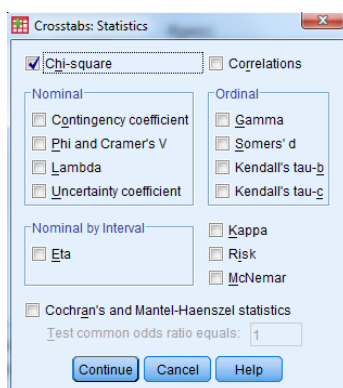 Crosstabs: Statistics
Chi-square
Correlations
Nominal
Contingency coefficient
Phi and Cramer's V
Lambda
Uncertainty coefficient
Ordinal
Gamma
Somers' d
Kendall's tau-b
Kendall's tau-c
Nominal by Interval
Eta
Kappa
Risk
McNemar
Cochran's and Mantel-Haenszel statistics
Test common odds ratio equals: 1
Continue Cancel Help